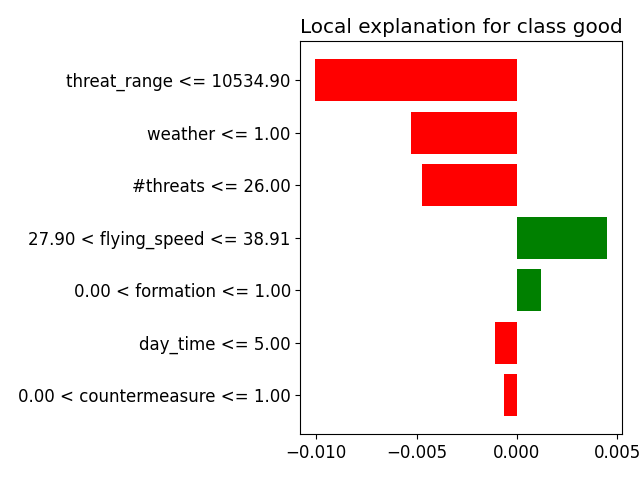 Local explanation for class good
threat_range <= 10534.90
weather <= 1.00
#threats <= 26.00
27.90 < flying_speed <= 38.91
0.00 < formation <= 1.00
day_time <= 5.00
0.00 < countermeasure <= 1.00
−0.010 −0.005 0.000 0.005